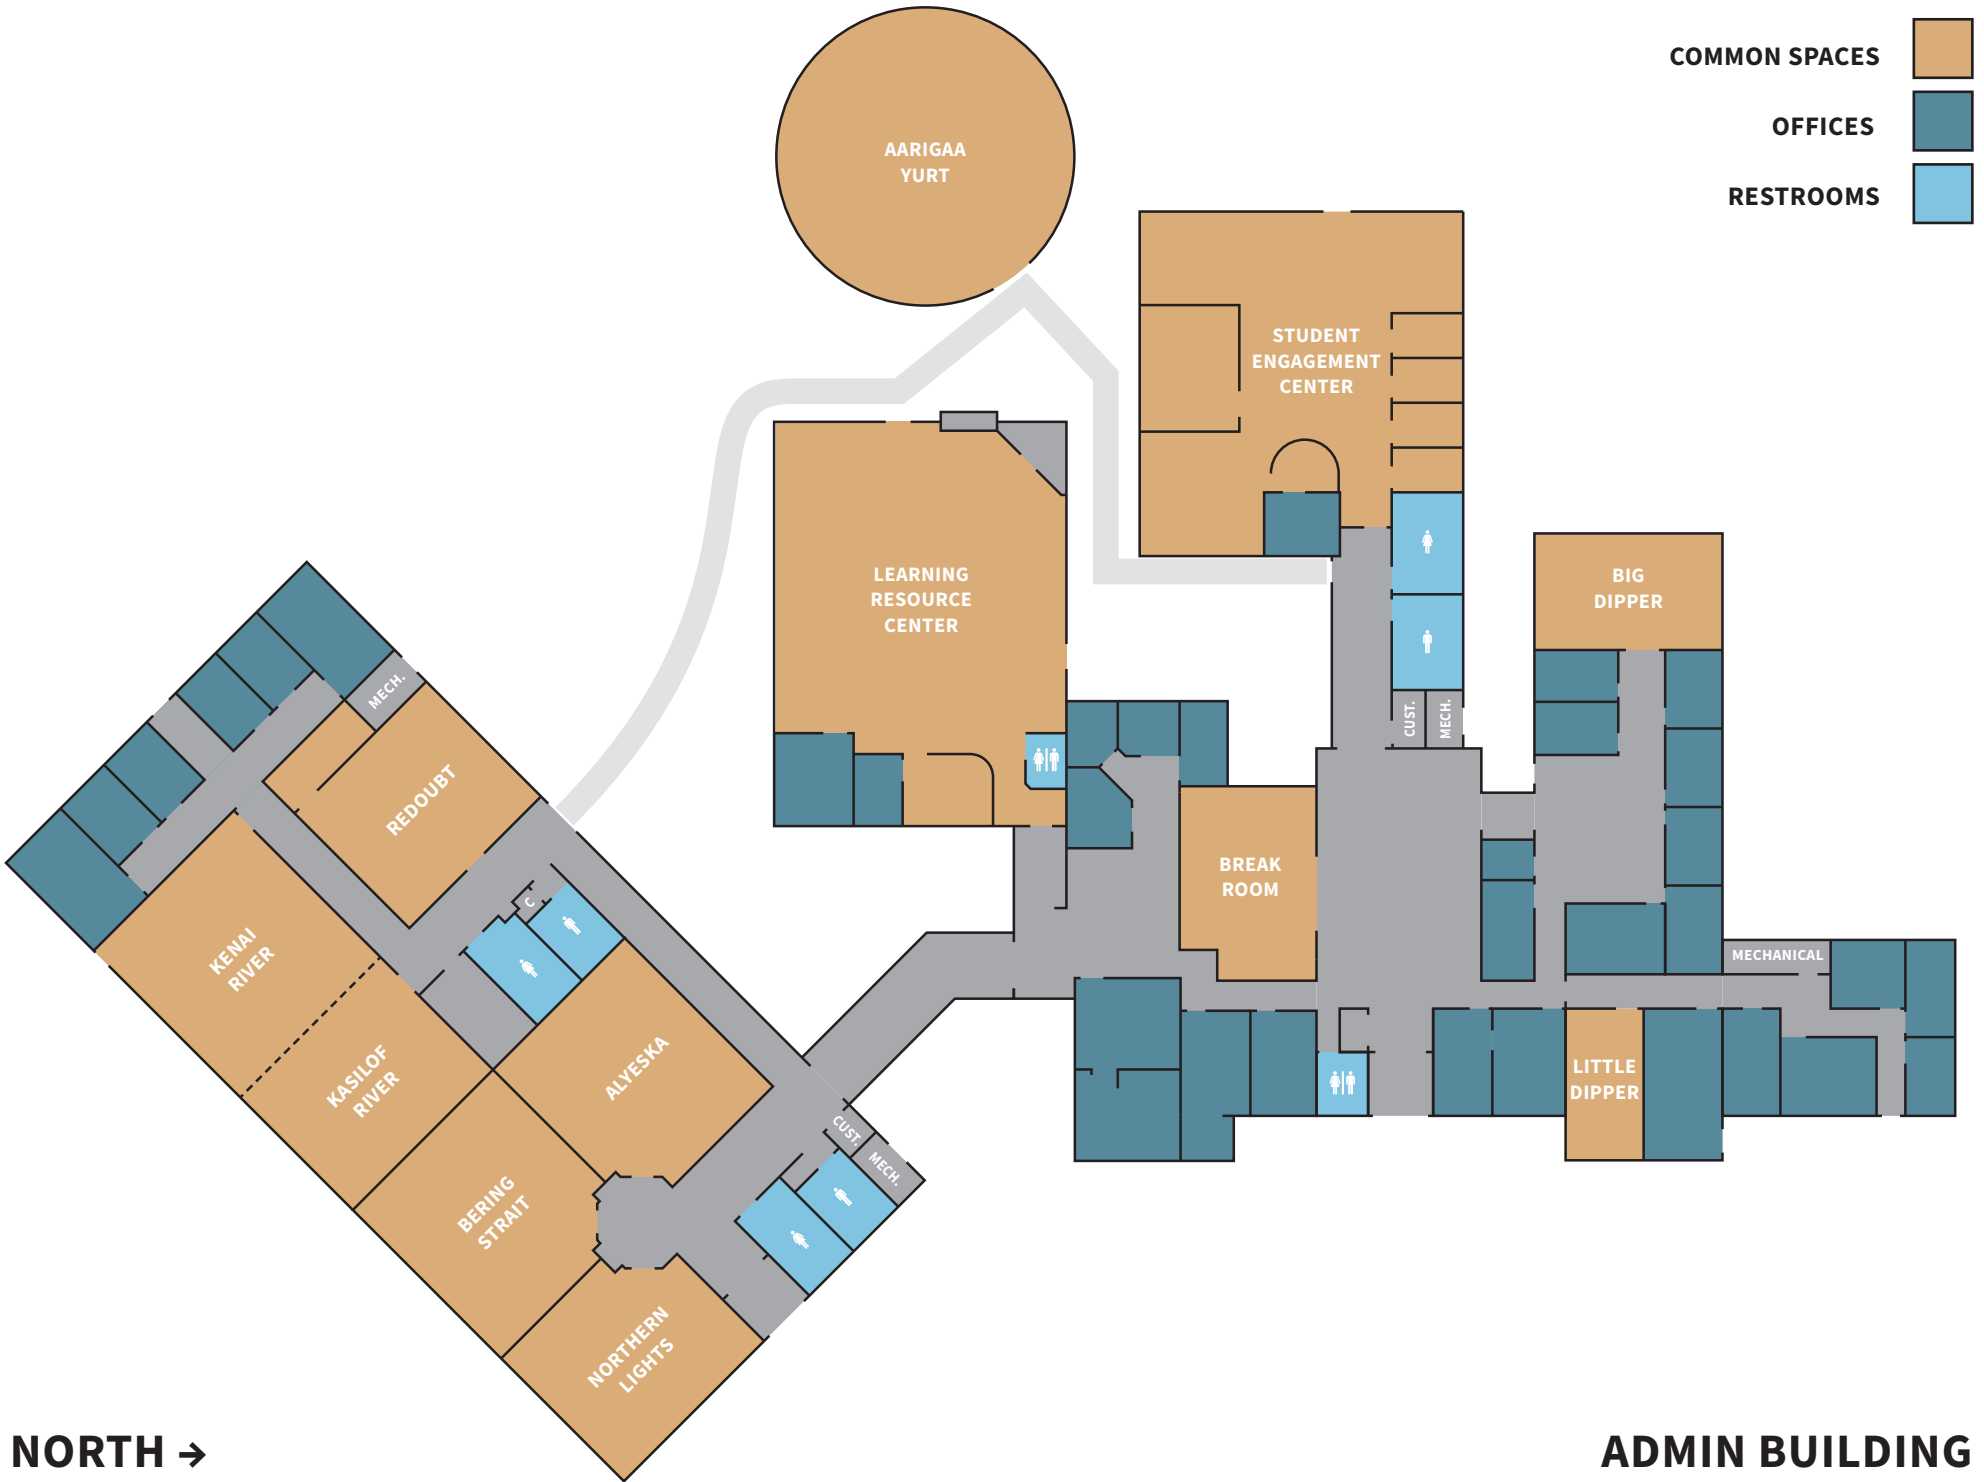 COMMON SPACES
OFFICES
RESTROOMS
AARIGAA
YURT
STUDENT
ENGAGEMENT
CENTER
LEARNING
RESOURCE
CENTER
BIG
DIPPER
MECH.
CUST.
MECH.
REDOUBT
BREAK
ROOM
C
KENAI
RIVER
MECHANICAL
KASILOF
RIVER
ALYESKA
LITTLE
DIPPER
CUST.
MECH.
BERING
STRAIT
NORTHERN
LIGHTS
NORTH →
ADMIN BUILDING